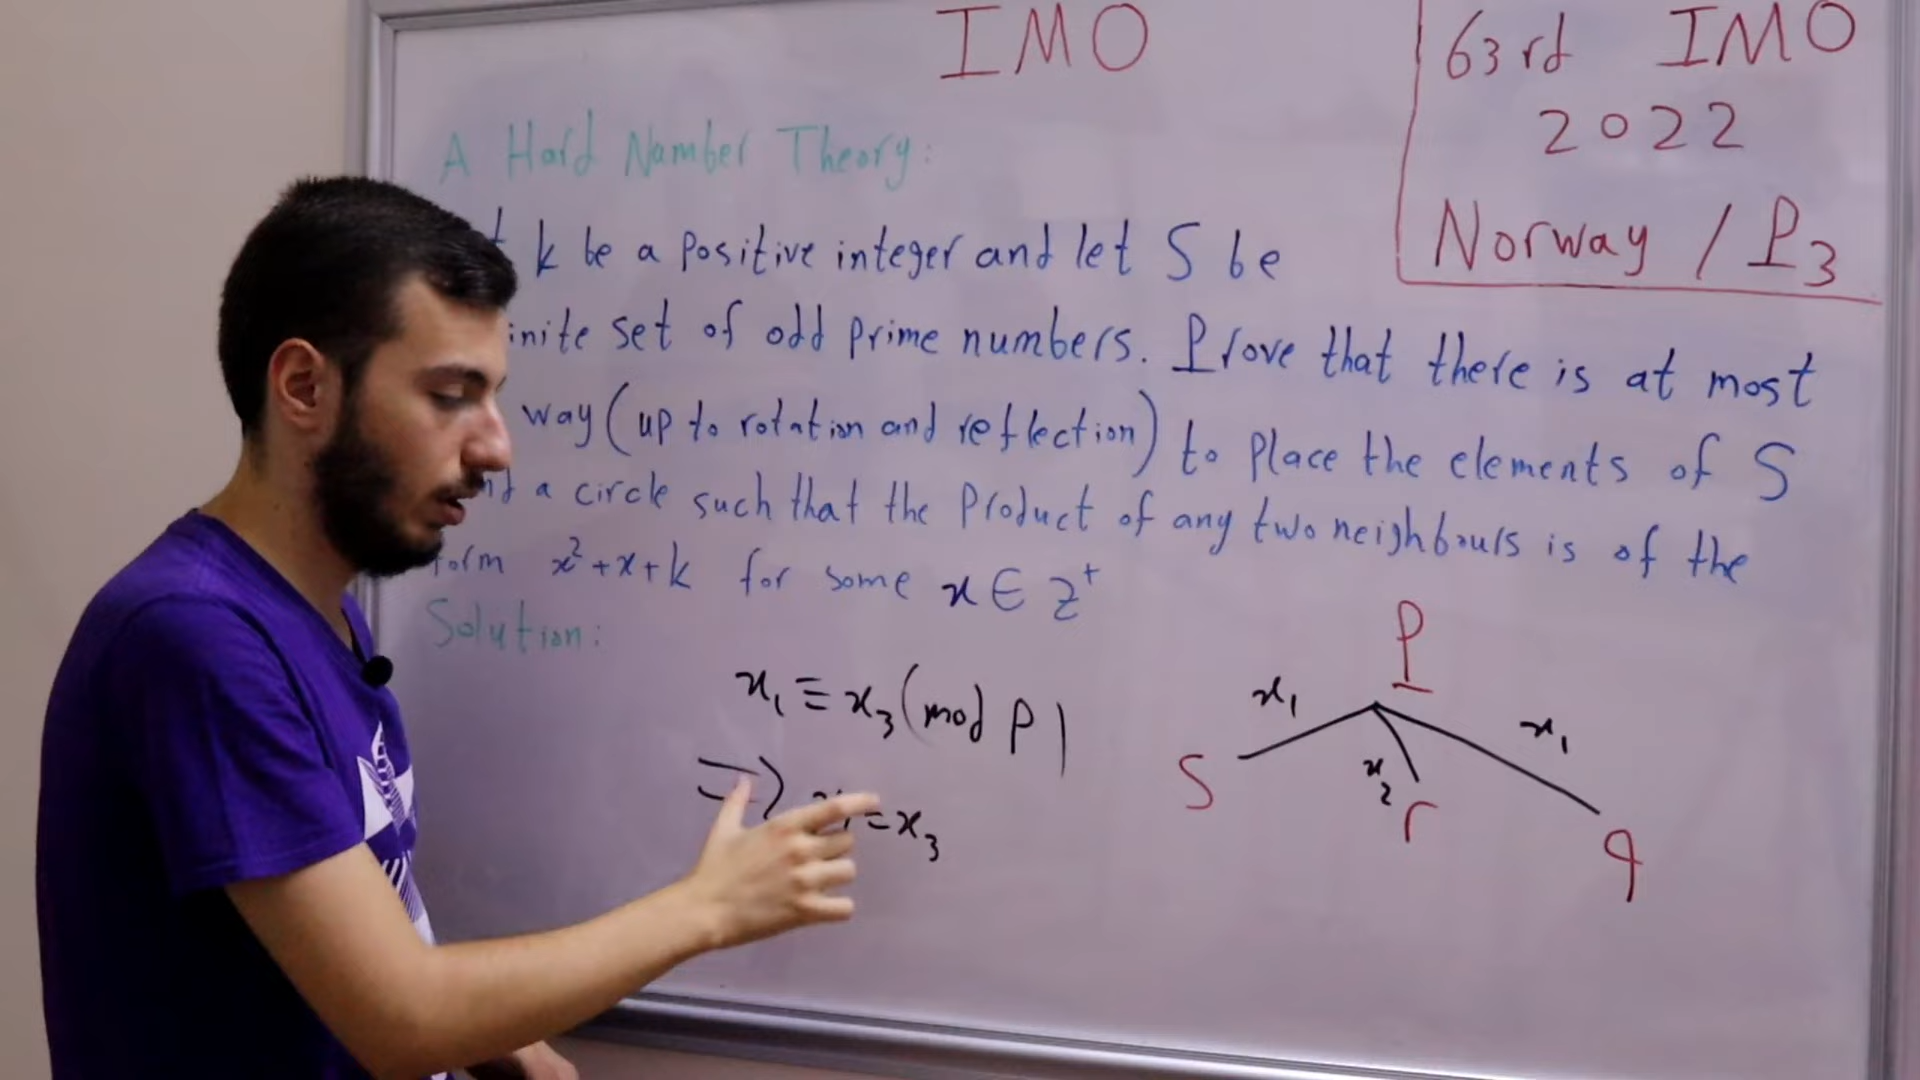 IMO
63rd IMO
2022
Norway / P3
A Hard Number Theory:
k be a positive integer and let S be
inite set of odd prime numbers. Prove that there is at most
way (up to rotation and reflection) to place the elements of S
nd a circle such that the product of any two neighbours is of the
form x²+x+k for some x ∈ Z⁺
Solution:
x₁ ≡ x₃ (mod P)
⇒ x₁ = x₃
P
x₁
x₁
S
x₂
r
q